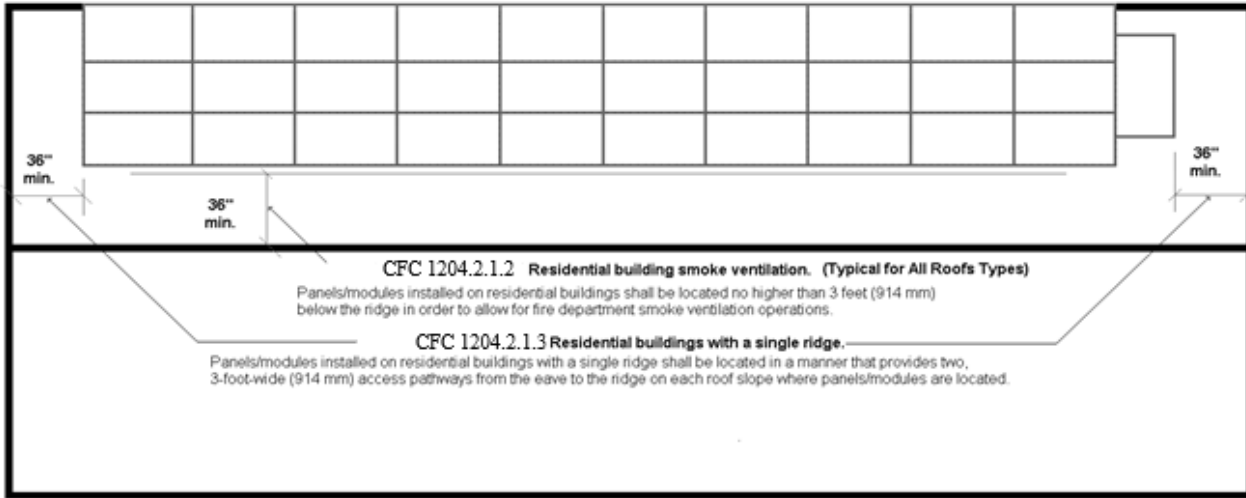 36"
min.
36"
min.
36"
min.
CFC 1204.2.1.2 Residential building smoke ventilation. (Typical for All Roofs Types)
Panels/modules installed on residential buildings shall be located no higher than 3 feet (914 mm)
below the ridge in order to allow for fire department smoke ventilation operations.
CFC 1204.2.1.3 Residential buildings with a single ridge.
Panels/modules installed on residential buildings with a single ridge shall be located in a manner that provides two,
3-foot-wide (914 mm) access pathways from the eave to the ridge on each roof slope where panels/modules are located.